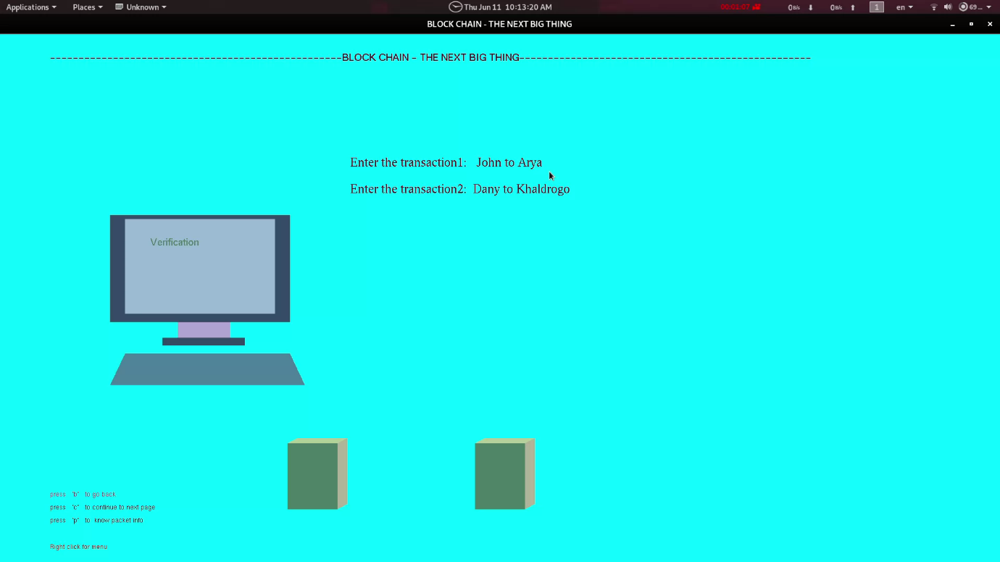 Applications Places Unknown Thu Jun 11 10:13:20 AM 00:01:07 0B/s 0B/s 1 en 69...
BLOCK CHAIN - THE NEXT BIG THING
--------------------------------------------------BLOCK CHAIN - THE NEXT BIG THING--------------------------------------------------
Enter the transaction1: John to Arya
Enter the transaction2: Dany to Khaldrogo
Verification
press "b" to go back
press "c" to continue to next page
press "p" to know packet info
Right click for menu